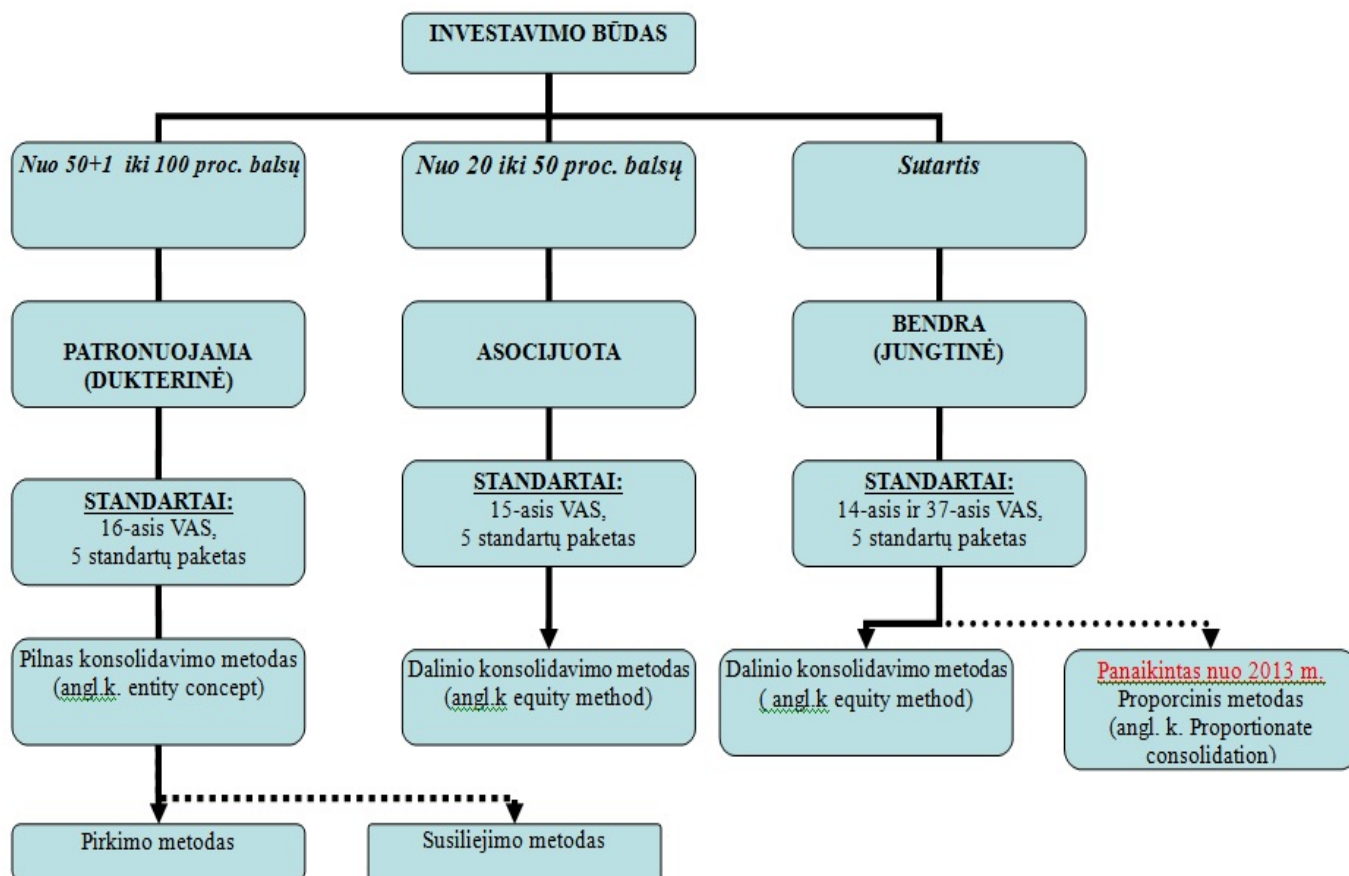 INVESTAVIMO BŪDAS
Nuo 50+1 iki 100 proc. balsų
Nuo 20 iki 50 proc. balsų
Sutartis
PATRONUOJAMA
(DUKTERINĖ)
ASOCIJUOTA
BENDRA
(JUNGTINĖ)
STANDARTAI:
16-asis VAS,
5 standartų paketas
STANDARTAI:
15-asis VAS,
5 standartų paketas
STANDARTAI:
14-asis ir 37-asis VAS,
5 standartų paketas
Pilnas konsolidavimo metodas
(angl.k. entity concept)
Dalinio konsolidavimo metodas
(angl.k equity method)
Dalinio konsolidavimo metodas
( angl.k equity method)
Panaikintas nuo 2013 m.
Proporcinis metodas
(angl. k. Proportionate
consolidation)
Pirkimo metodas
Susiliejimo metodas